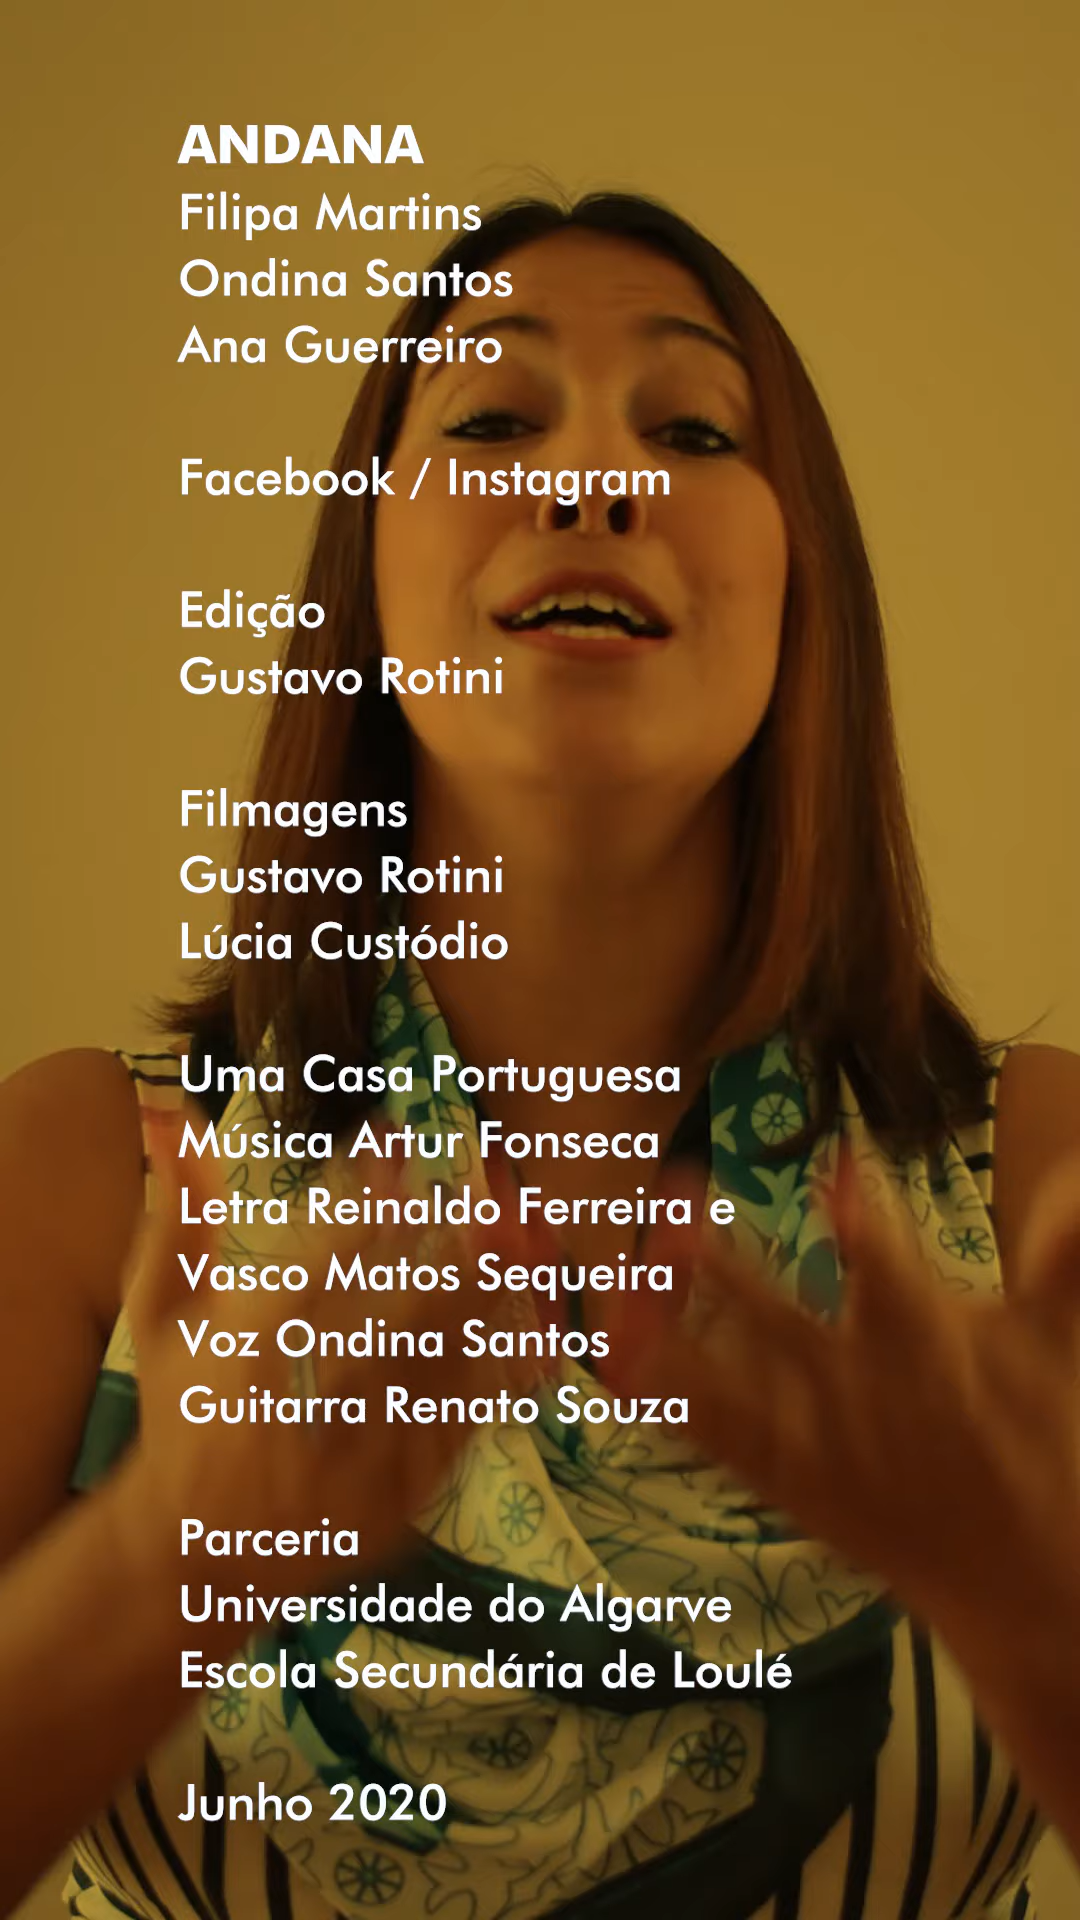 ANDANA
Filipa Martins
Ondina Santos
Ana Guerreiro
Facebook / Instagram
Edição
Gustavo Rotini
Filmagens
Gustavo Rotini
Lúcia Custódio
Uma Casa Portuguesa
Música Artur Fonseca
Letra Reinaldo Ferreira e
Vasco Matos Sequeira
Voz Ondina Santos
Guitarra Renato Souza
Parceria
Universidade do Algarve
Escola Secundária de Loulé
Junho 2020